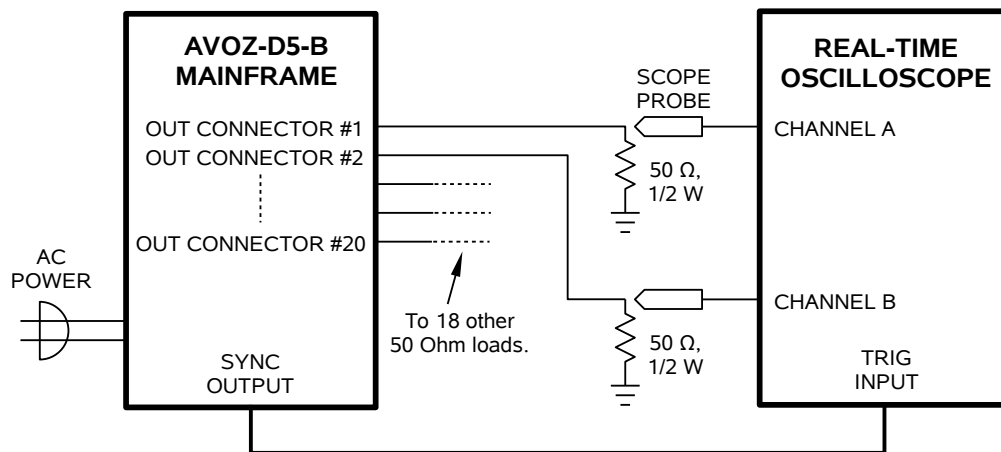 AVOZ-D5-B
MAINFRAME
OUT CONNECTOR #1
OUT CONNECTOR #2
OUT CONNECTOR #20
AC
POWER
SYNC
OUTPUT
To 18 other
50 Ohm loads.
SCOPE
PROBE
50 Ω,
1/2 W
50 Ω,
1/2 W
REAL-TIME
OSCILLOSCOPE
CHANNEL A
CHANNEL B
TRIG
INPUT